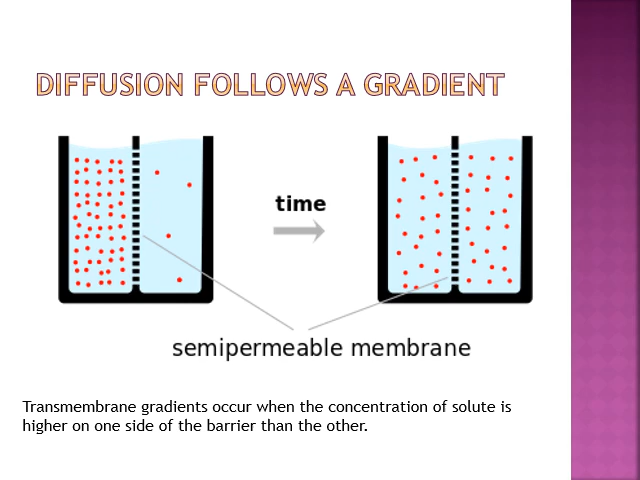 DIFFUSION FOLLOWS A GRADIENT
time
semipermeable membrane
Transmembrane gradients occur when the concentration of solute is
higher on one side of the barrier than the other.